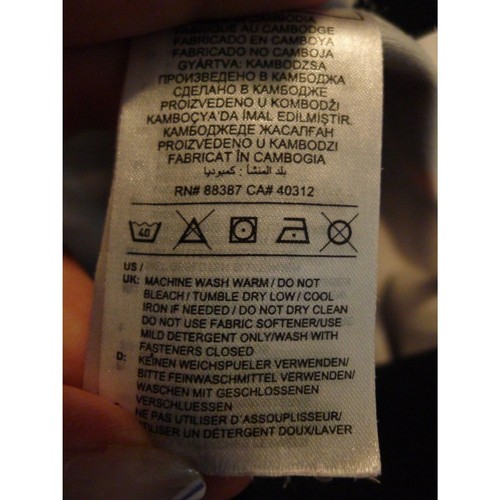 CAMBODIA
FABRIQUÉ AU CAMBODGE
FABRICADO EN CAMBOYA
FABRICADO NO CAMBOJA
GYÁRTVA: KAMBODZSA
ПРОИЗВЕДЕНО В КАМБОДЖА
СДЕЛАНО В КАМБОДЖЕ
PROIZVEDENO U KOMBODŽI
KAMBOÇYA'DA İMAL EDİLMİŞTİR.
КАМБОДЖЕДЕ ЖАСАЛҒАН
PROIZVEDENO U KAMBODŽI
FABRICAT ÎN CAMBOGIA
بلد المنشأ: كمبوديا
RN# 88387 CA# 40312
40
US /
UK: MACHINE WASH WARM / DO NOT
BLEACH / TUMBLE DRY LOW / COOL
IRON IF NEEDED / DO NOT DRY CLEAN
DO NOT USE FABRIC SOFTENER/USE
MILD DETERGENT ONLY/WASH WITH
FASTENERS CLOSED
D: KEINEN WEICHSPUELER VERWENDEN/
BITTE FEINWASCHMITTEL VERWENDEN/
WASCHEN MIT GESCHLOSSENEN
VERSCHLUESSEN
NE PAS UTILISER D'ASSOUPLISEUR/
UTILISER UN DETERGENT DOUX/LAVER